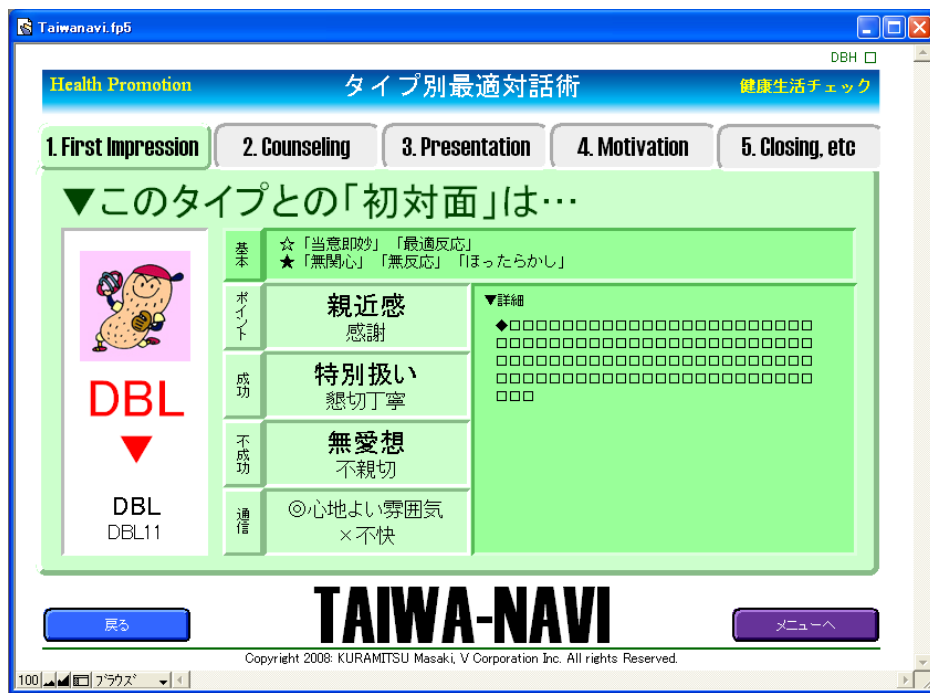 Taiwanavi.fp5
DBH □
Health Promotion
タイプ別最適対話術
健康生活チェック
1. First Impression
2. Counseling
3. Presentation
4. Motivation
5. Closing, etc
▼このタイプとの「初対面」は…
基本
☆「当意即妙」「最適反応」
★「無関心」「無反応」「ほったらかし」
ポイント
親近感
感謝
成功
特別扱い
懇切丁寧
不成功
無愛想
不親切
通信
◎心地よい雰囲気
×不快
▼詳細
◆□□□□□□□□□□□□□□□□□□□□□□□
□□□□□□□□□□□□□□□□□□□□□□□□
□□□□□□□□□□□□□□□□□□□□□□□□
□□□□□□□□□□□□□□□□□□□□□□□□
□□□
DBL
▼
DBL
DBL11
戻る
TAIWA-NAVI
メニューへ
Copyright 2008: KURAMITSU Masaki, V Corporation Inc. All rights Reserved.
100
ブラウズ